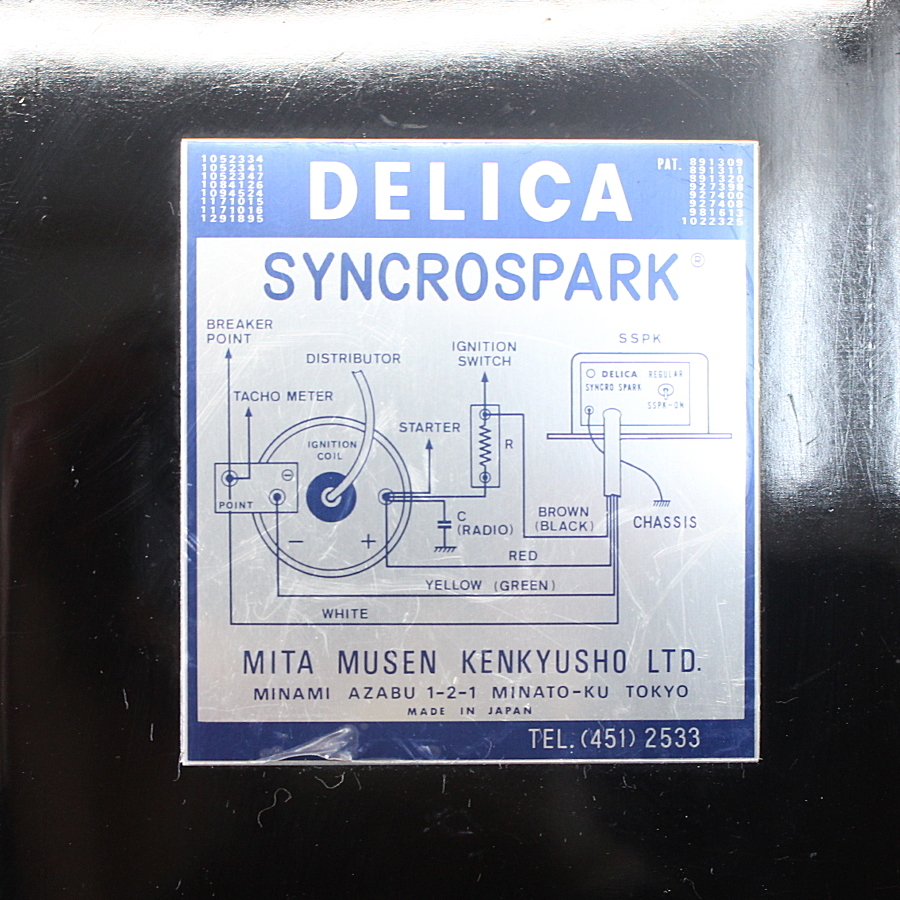 1052334
1052341
1052347
1084126
1094524
1171015
1171016
1291895
DELICA
PAT. 891309
891311
891320
927398
927400
927408
981613
1022325
SYNCROSPARK ®
BREAKER
POINT
DISTRIBUTOR
IGNITION
SWITCH
SSPK
DELICA REGULAR
SYNCRO SPARK
SSPK-ON
TACHO METER
STARTER
IGNITION
COIL
R
POINT
C
(RADIO)
BROWN
(BLACK)
CHASSIS
− +
RED
YELLOW (GREEN)
WHITE
MITA MUSEN KENKYUSHO LTD.
MINAMI AZABU 1-2-1 MINATO-KU TOKYO
MADE IN JAPAN
TEL. (451) 2533